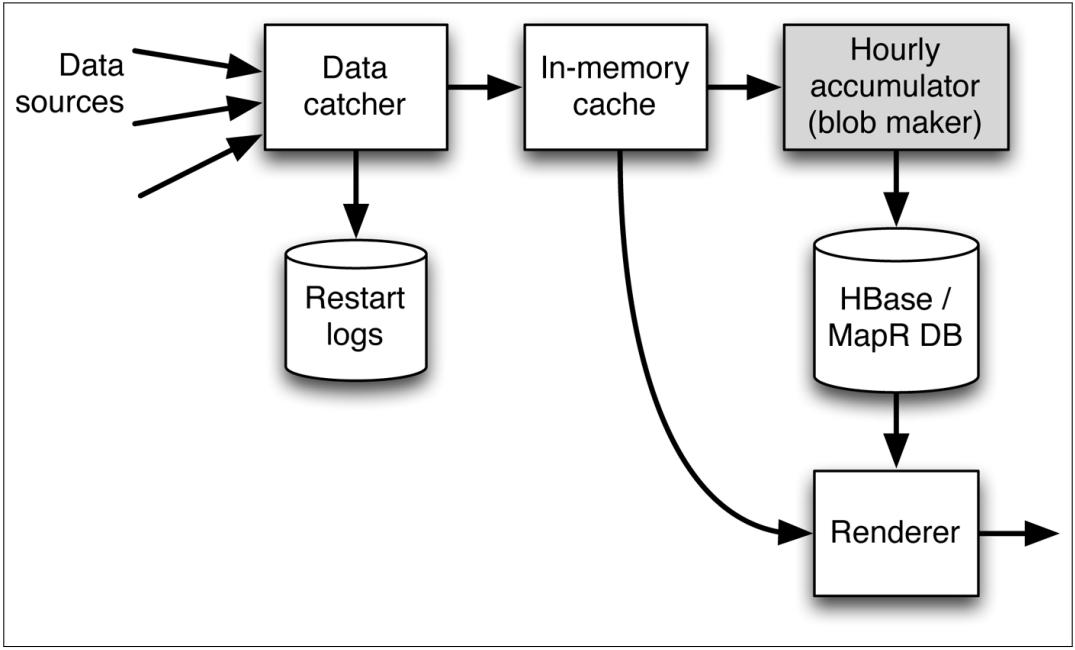 Data
sources
Data
catcher
In-memory
cache
Hourly
accumulator
(blob maker)
Restart
logs
HBase /
MapR DB
Renderer